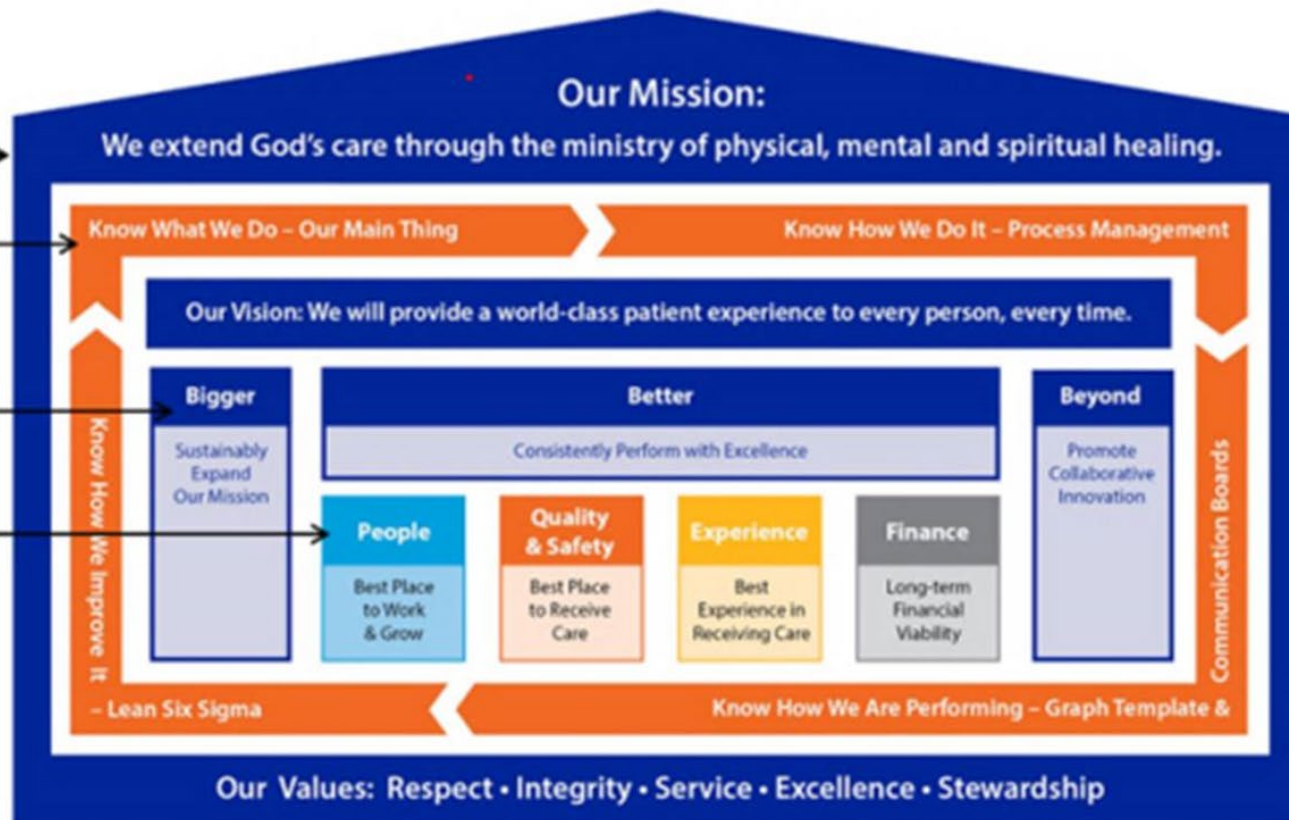 Our Mission:
We extend God's care through the ministry of physical, mental and spiritual healing.
Know What We Do – Our Main Thing
Know How We Do It – Process Management
Our Vision: We will provide a world-class patient experience to every person, every time.
Bigger
Sustainably
Expand
Our Mission
Better
Consistently Perform with Excellence
People
Best Place
to Work
& Grow
Quality
& Safety
Best Place
to Receive
Care
Experience
Best
Experience in
Receiving Care
Finance
Long-term
Financial
Viability
Beyond
Promote
Collaborative
Innovation
Know How We Are Performing – Graph Template &
Communication Boards
Know How We Improve It
– Lean Six Sigma
Our Values: Respect • Integrity • Service • Excellence • Stewardship